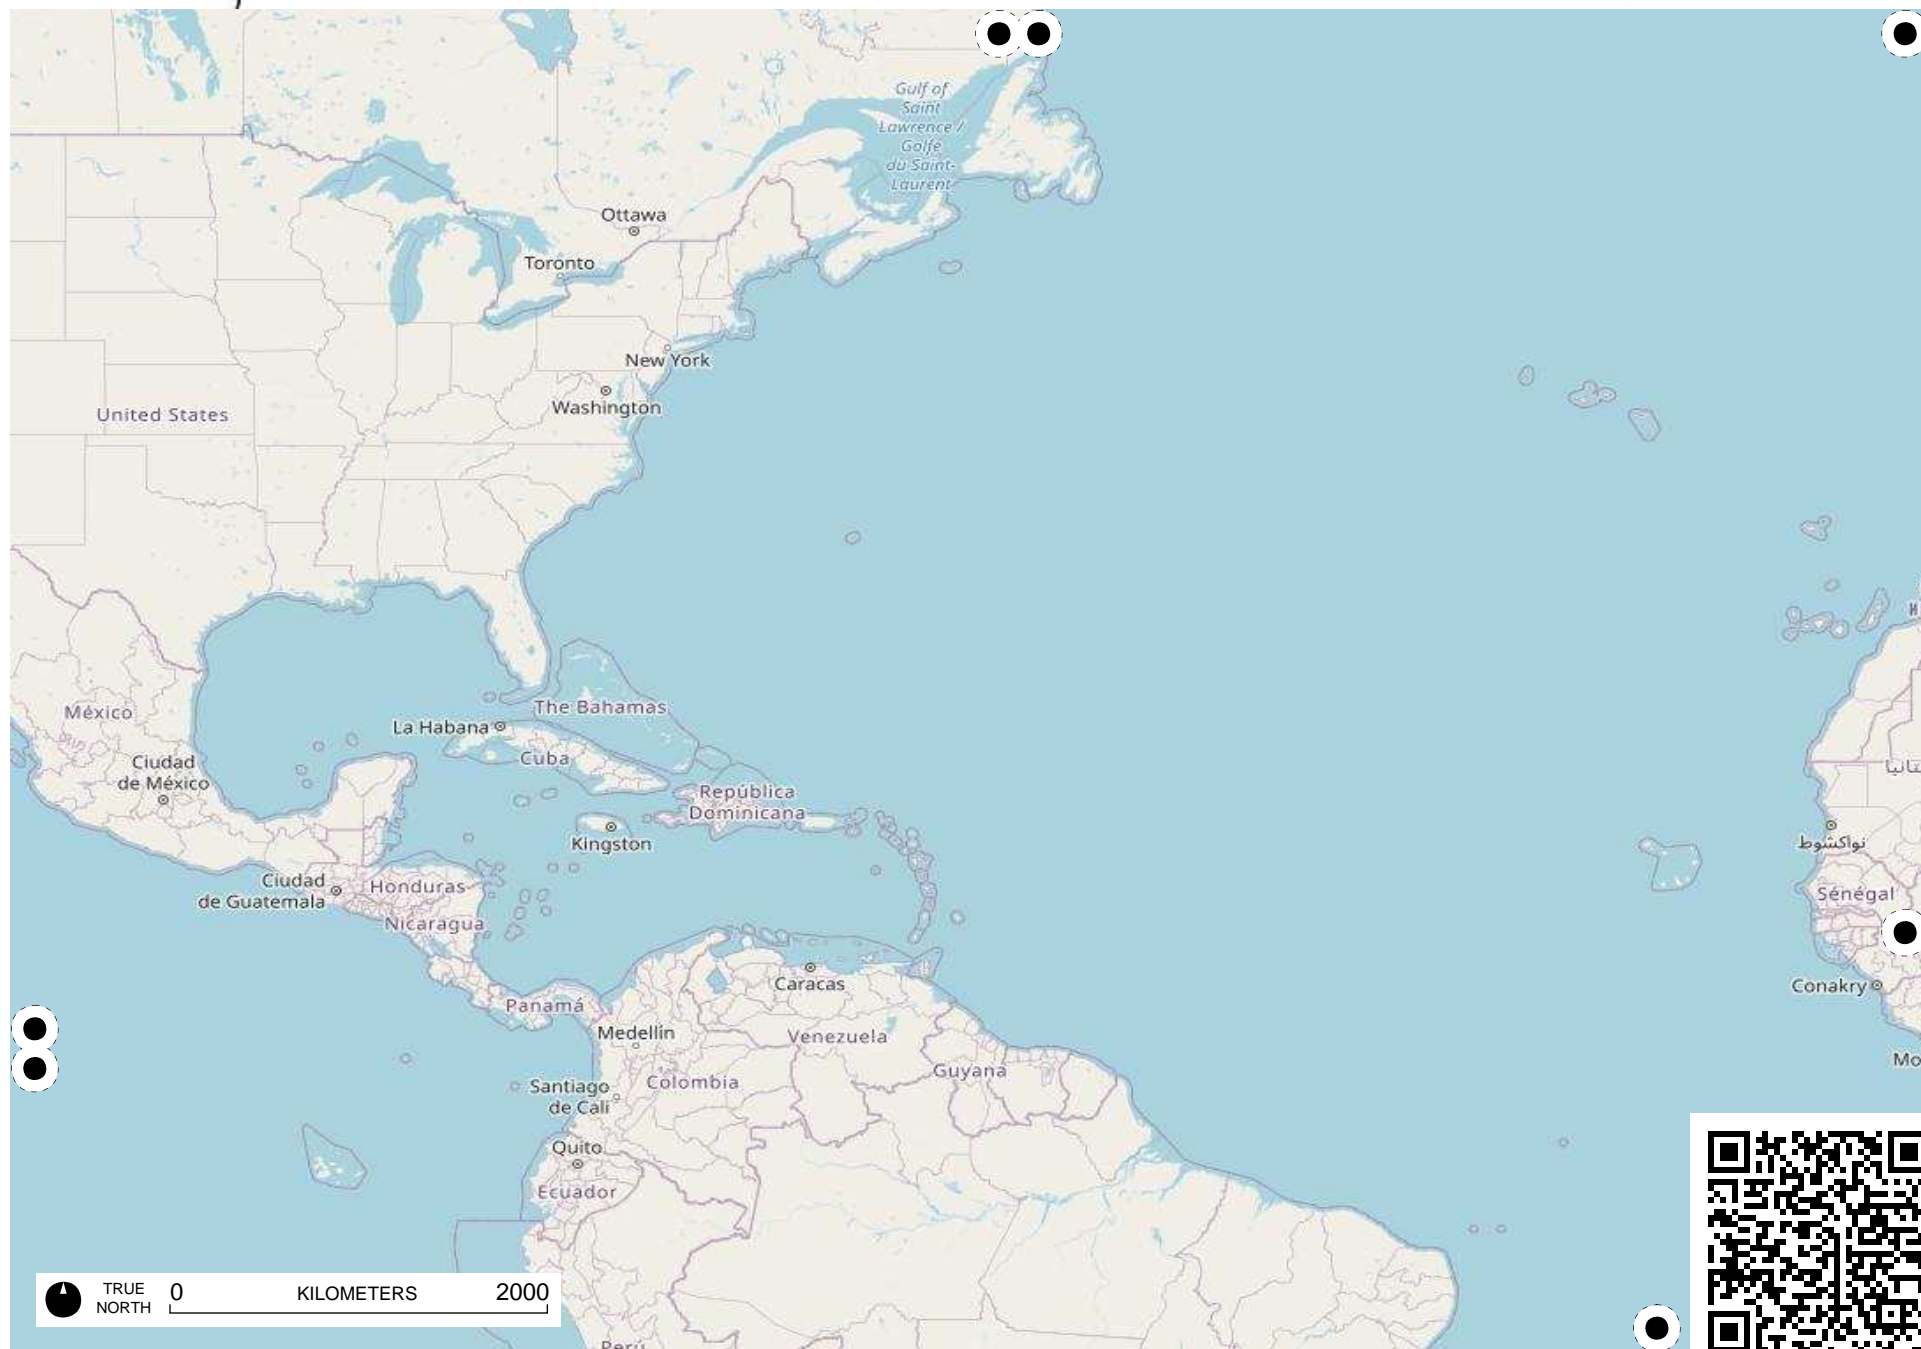 Gulf of
Saint
Lawrence /
Golfe
du Saint-
Laurent
Ottawa
Toronto
New York
Washington
United States
The Bahamas
La Habana
México
Cuba
Ciudad
de México
República
Dominicana
Kingston
نواكشوط
Ciudad
de Guatemala
Honduras
Sénégal
Nicaragua
Caracas
Conakry
Panamá
Medellín
Venezuela
Guyana
Colombia
Santiago
de Cali
Quito
Ecuador
TRUE
NORTH
0 KILOMETERS 2000
Perú